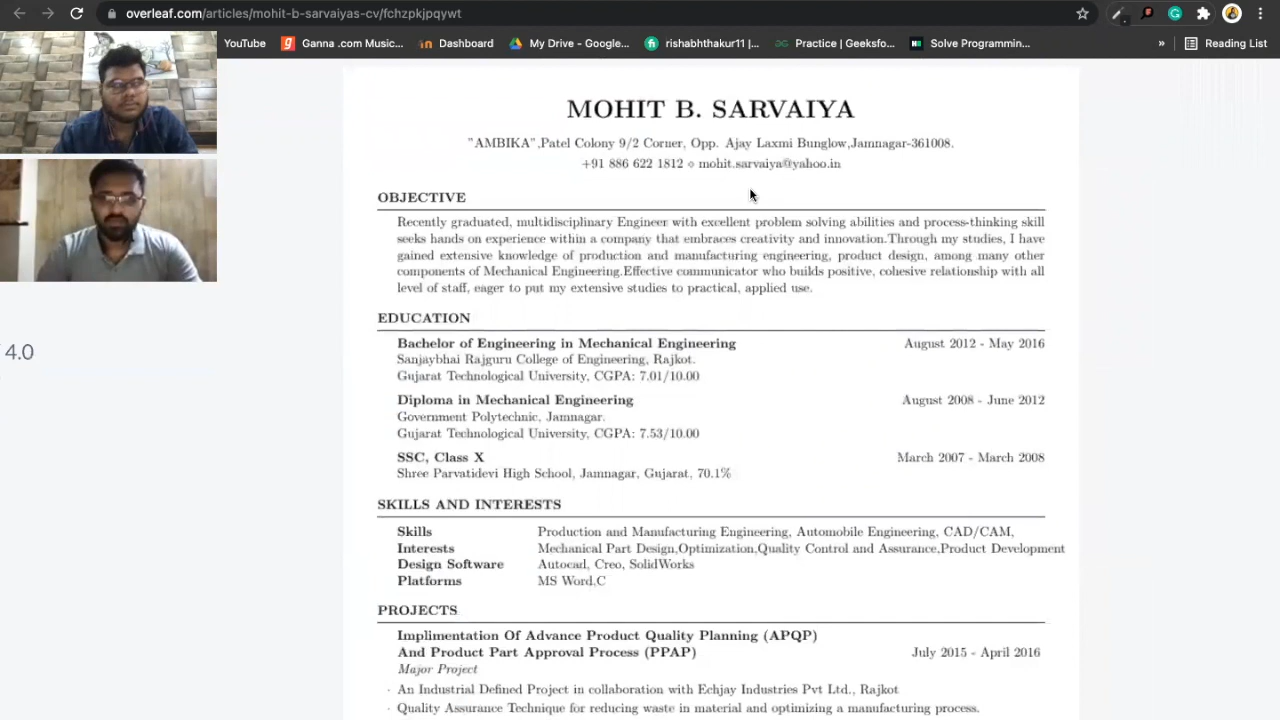 overleaf.com/articles/mohit-b-sarvaiyas-cv/fchzpkjpqywt
YouTube
Ganna .com Music...
Dashboard
My Drive - Google...
rishabhthakur11 |...
Practice | Geeksfo...
Solve Programmin...
»
Reading List
4.0
MOHIT B. SARVAIYA
"AMBIKA",Patel Colony 9/2 Corner, Opp. Ajay Laxmi Bunglow,Jamnagar-361008.
+91 886 622 1812 ⋄ mohit.sarvaiya@yahoo.in
OBJECTIVE
Recently graduated, multidisciplinary Engineer with excellent problem solving abilities and process-thinking skill
seeks hands on experience within a company that embraces creativity and innovation.Through my studies, I have
gained extensive knowledge of production and manufacturing engineering, product design, among many other
components of Mechanical Engineering.Effective communicator who builds positive, cohesive relationship with all
level of staff, eager to put my extensive studies to practical, applied use.
EDUCATION
Bachelor of Engineering in Mechanical Engineering August 2012 - May 2016
Sanjaybhai Rajguru College of Engineering, Rajkot.
Gujarat Technological University, CGPA: 7.01/10.00
Diploma in Mechanical Engineering August 2008 - June 2012
Government Polytechnic, Jamnagar.
Gujarat Technological University, CGPA: 7.53/10.00
SSC, Class X March 2007 - March 2008
Shree Parvatidevi High School, Jamnagar, Gujarat, 70.1%
SKILLS AND INTERESTS
Skills Production and Manufacturing Engineering, Automobile Engineering, CAD/CAM,
Interests Mechanical Part Design,Optimization,Quality Control and Assurance,Product Development
Design Software Autocad, Creo, SolidWorks
Platforms MS Word,C
PROJECTS
Implimentation Of Advance Product Quality Planning (APQP)
And Product Part Approval Process (PPAP) July 2015 - April 2016
Major Project
· An Industrial Defined Project in collaboration with Echjay Industries Pvt Ltd., Rajkot
· Quality Assurance Technique for reducing waste in material and optimizing a manufacturing process.